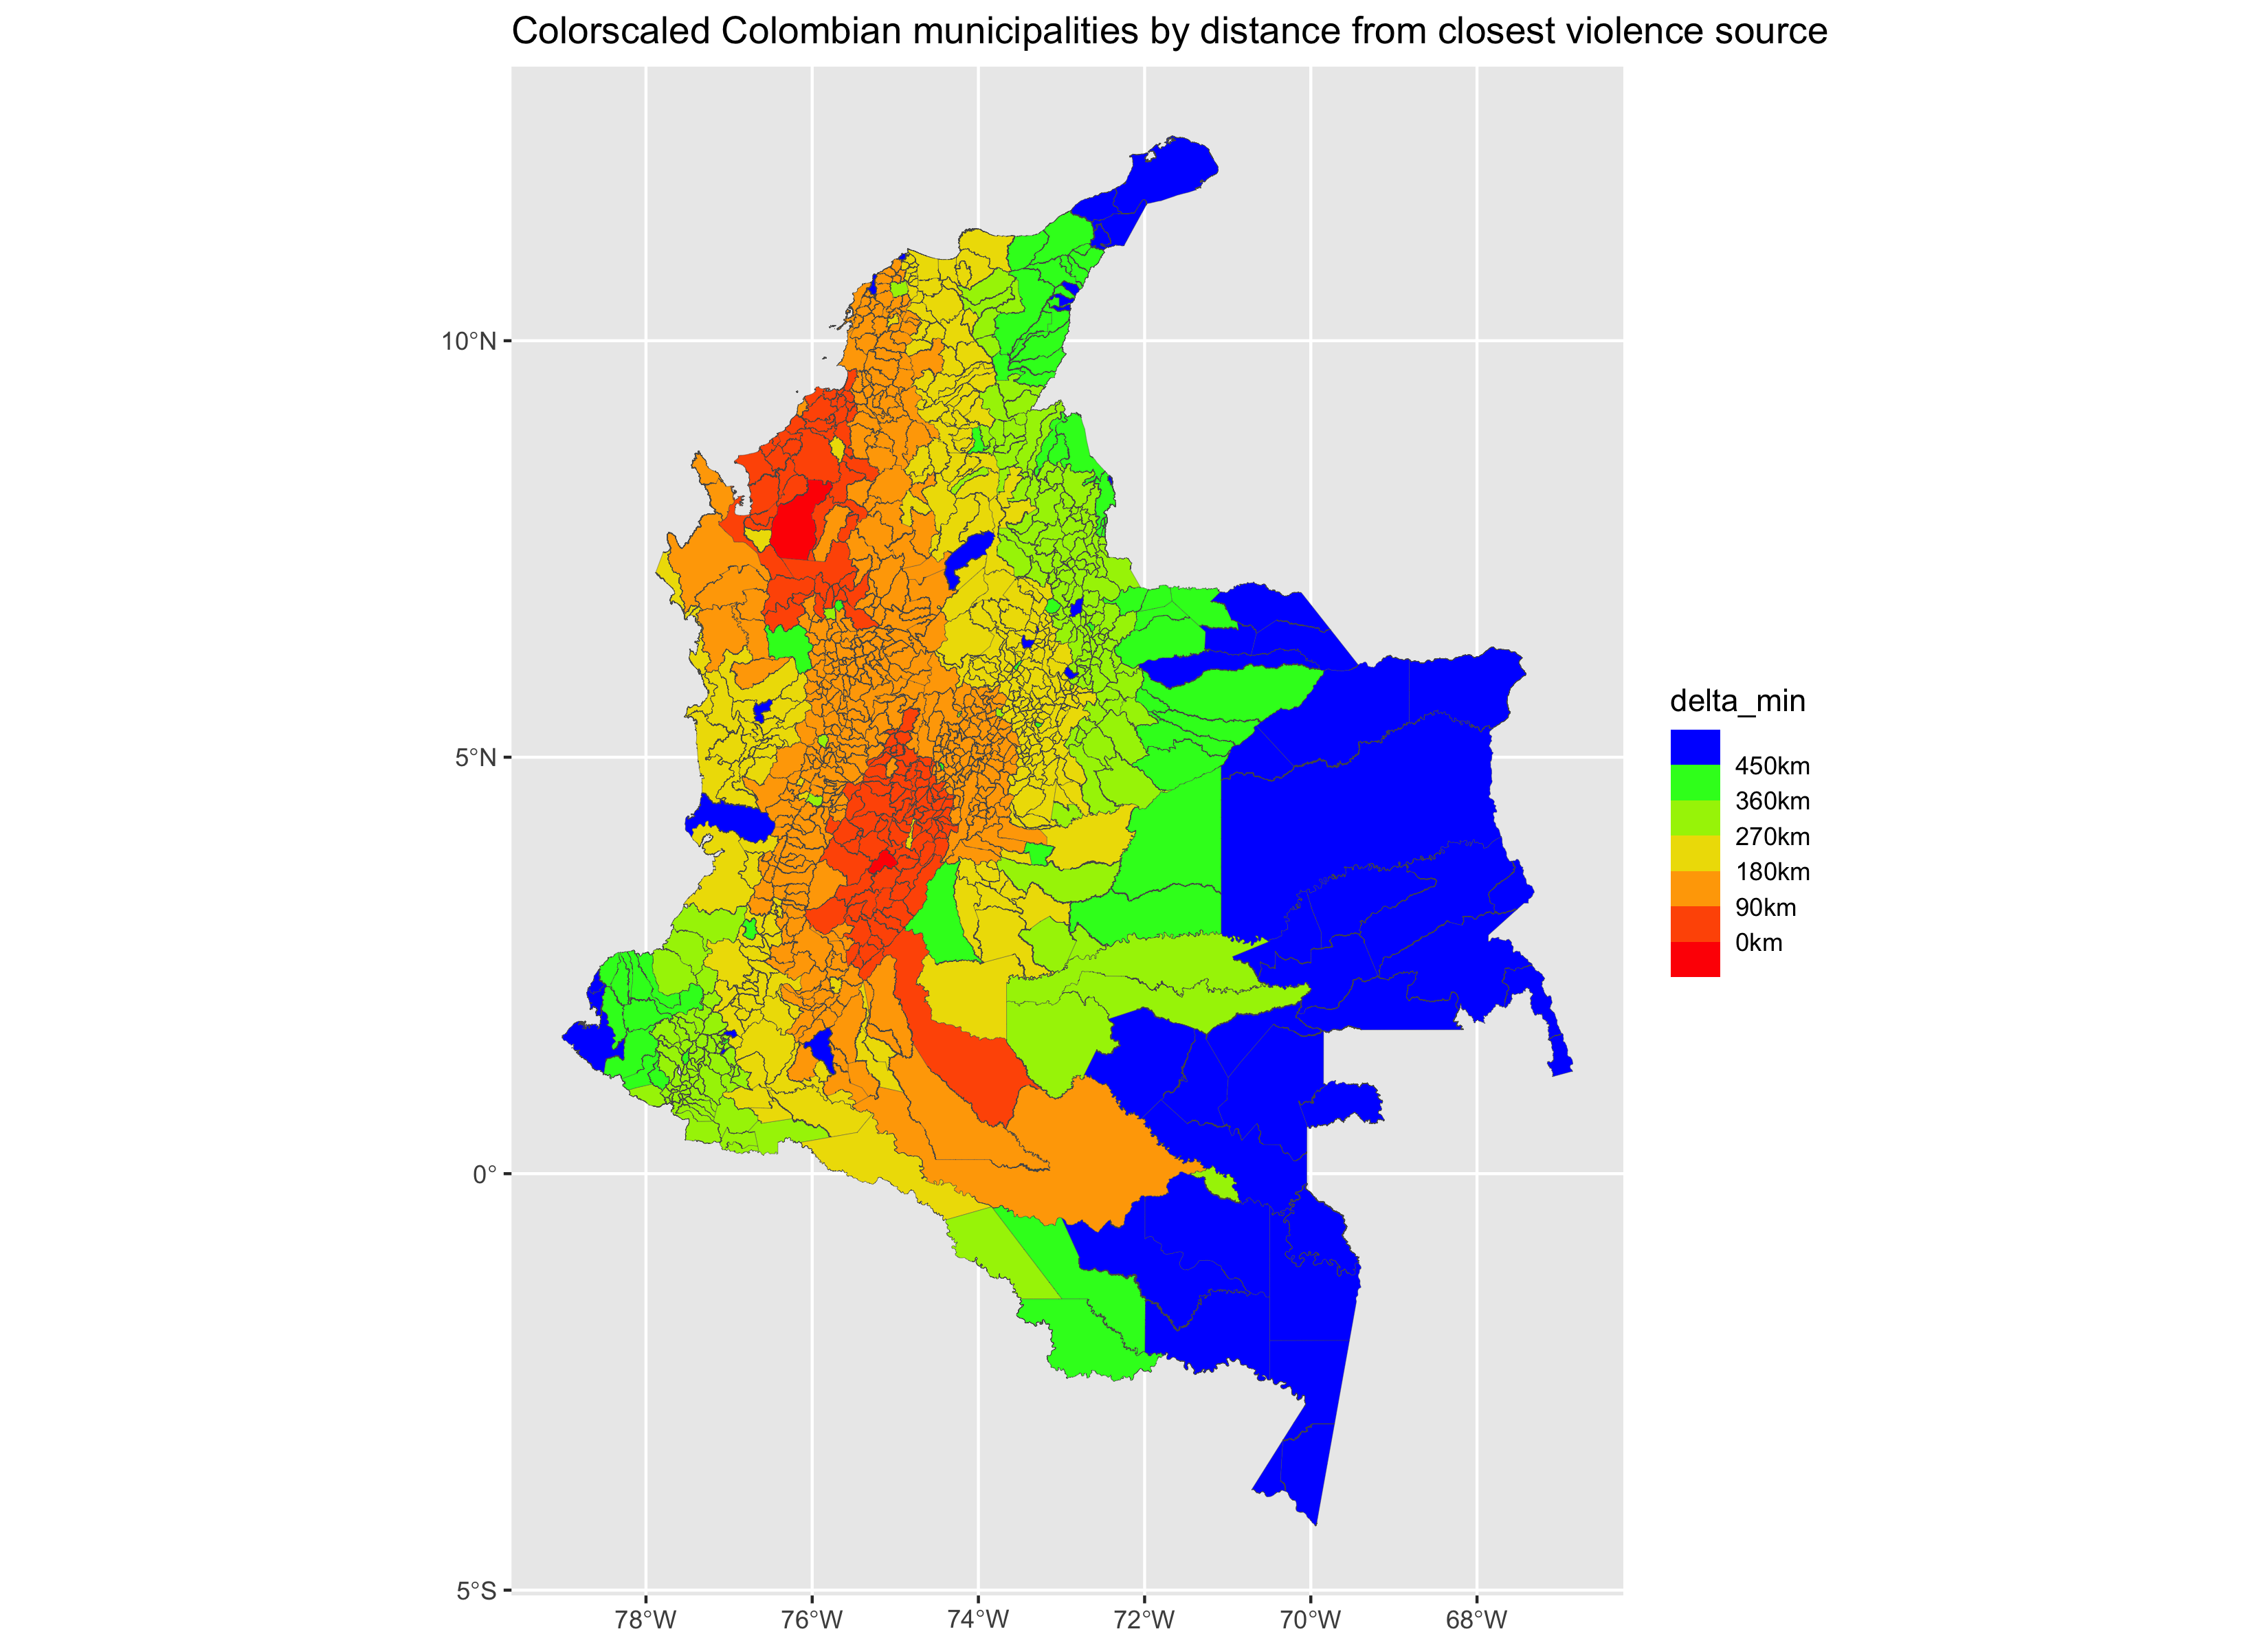 Colorscaled Colombian municipalities by distance from closest violence source
10°N
5°N
0°
5°S
78°W
76°W
74°W
72°W
70°W
68°W
delta_min
450km
360km
270km
180km
90km
0km